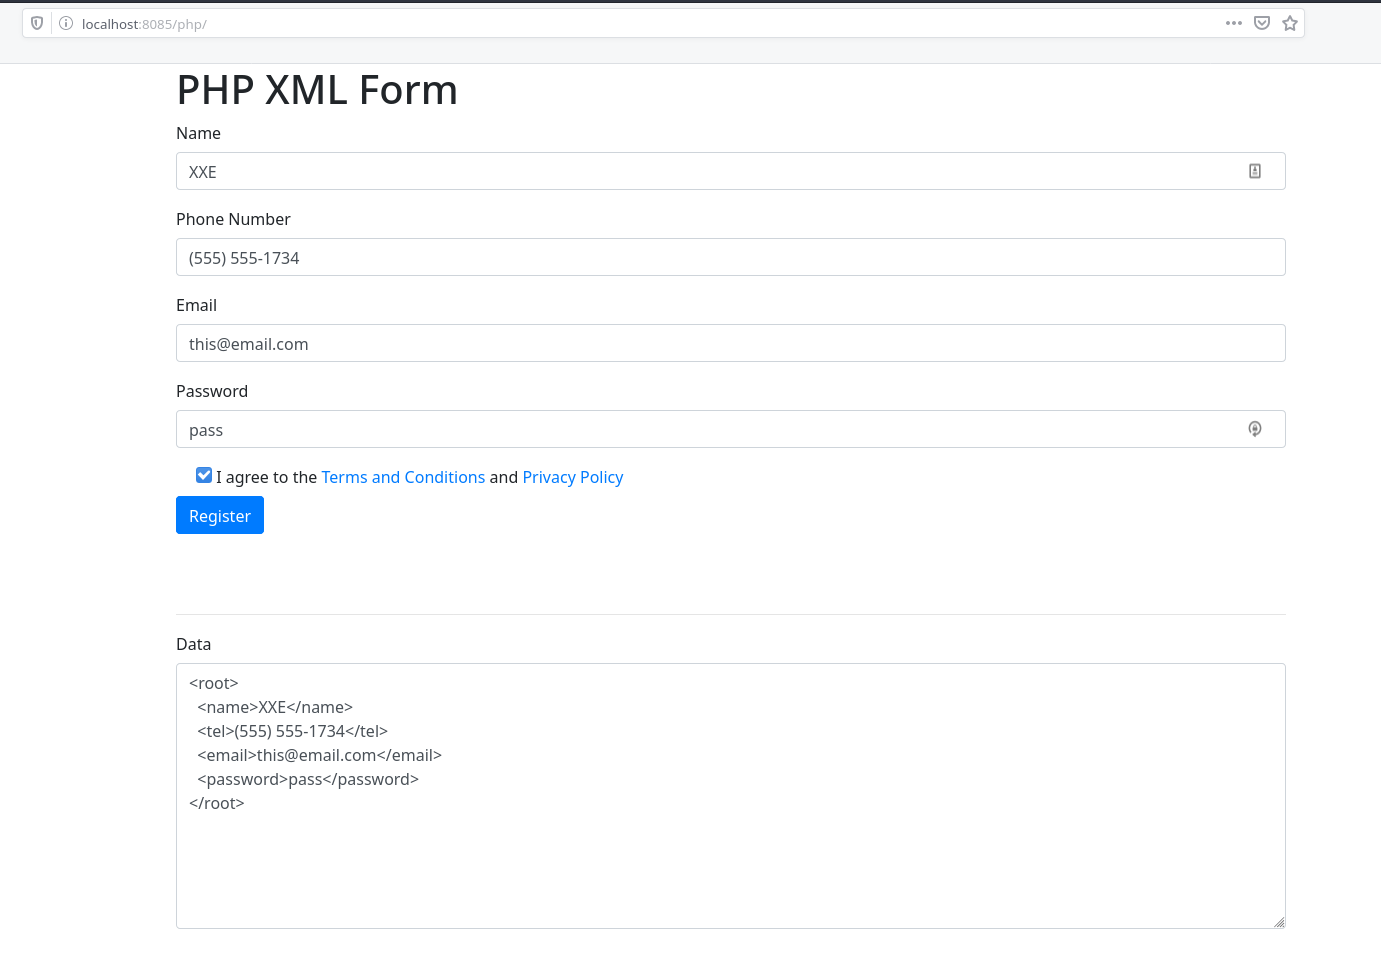 localhost:8085/php/
PHP XML Form
Name
XXE
Phone Number
(555) 555-1734
Email
this@email.com
Password
pass
I agree to the Terms and Conditions and Privacy Policy
Register
Data
<root>
  <name>XXE</name>
  <tel>(555) 555-1734</tel>
  <email>this@email.com</email>
  <password>pass</password>
</root>